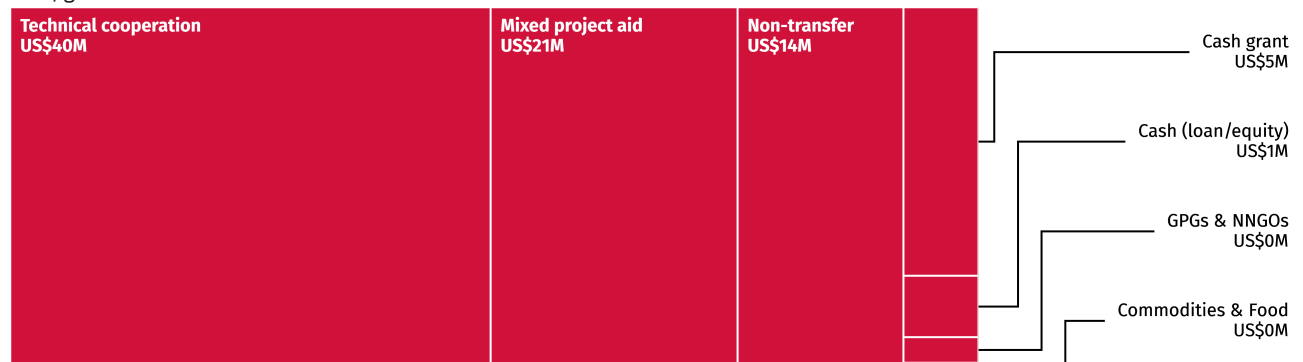 Technical cooperation
US$40M
Mixed project aid
US$21M
Non-transfer
US$14M
Cash grant
US$5M
Cash (loan/equity)
US$1M
GPGs & NNGOs
US$0M
Commodities & Food
US$0M